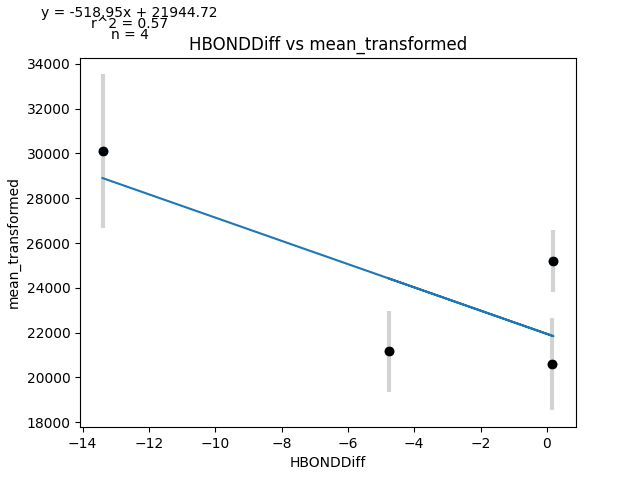 y = -518.95x + 21944.72
r^2 = 0.57
n = 4
HBONDDiff vs mean_transformed
34000
32000
30000
28000
26000
24000
22000
20000
18000
mean_transformed
−14 −12 −10 −8 −6 −4 −2 0
HBONDDiff